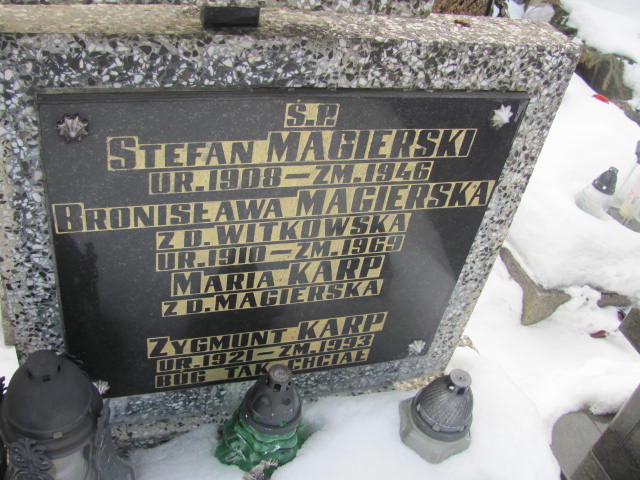 Ś.P.
STEFAN MAGIERSKI
UR.1908-ZM.1946
BRONISŁAWA MAGIERSKA
Z D. WITKOWSKA
UR.1910-ZM.1969
MARIA KARP
Z D. MAGIERSKA
ZYGMUNT KARP
UR.1921-ZM.1993
BÓG TAK CHCIAŁ